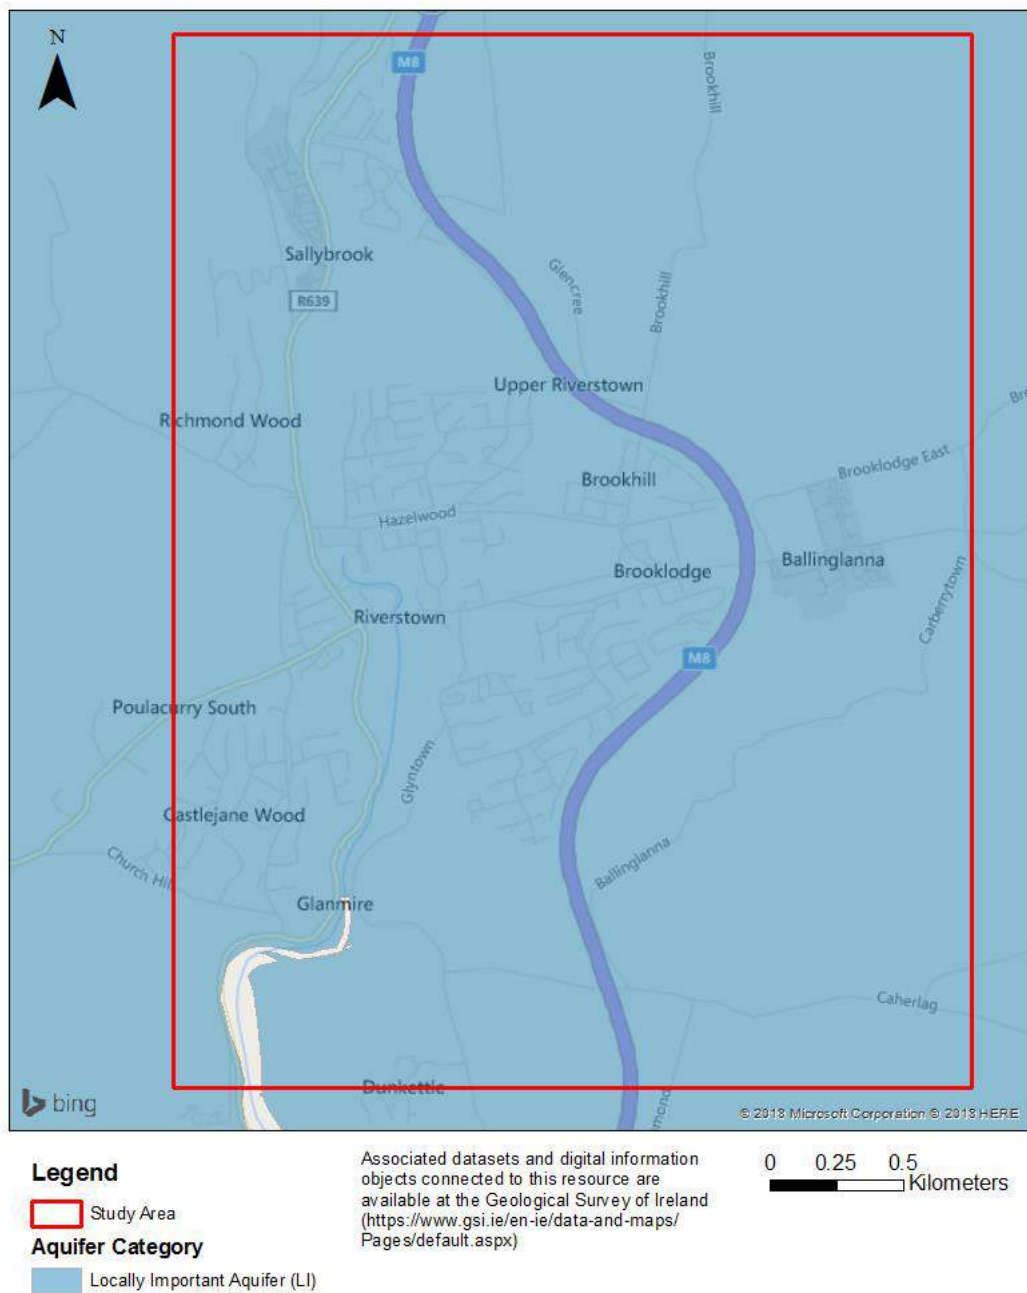 N
M8
Brookhill
Sallybrook
R639
Glencree
Brookhill
Upper Riverstown
Richmond Wood
Brookhill
Brooklodge East
Hazelwood
Brooklodge
Ballinglanna
Carberrytown
Riverstown
M8
Poulacurry South
Glyntown
Castlejane Wood
Church Hill
Ballinglanna
Glanmire
Caherlag
Dunkettle
mond
bing
© 2018 Microsoft Corporation © 2018 HERE
Legend
Study Area
Aquifer Category
Locally Important Aquifer (LI)
Associated datasets and digital information
objects connected to this resource are
available at the Geological Survey of Ireland
(https://www.gsi.ie/en-ie/data-and-maps/
Pages/default.aspx)
0 0.25 0.5
Kilometers